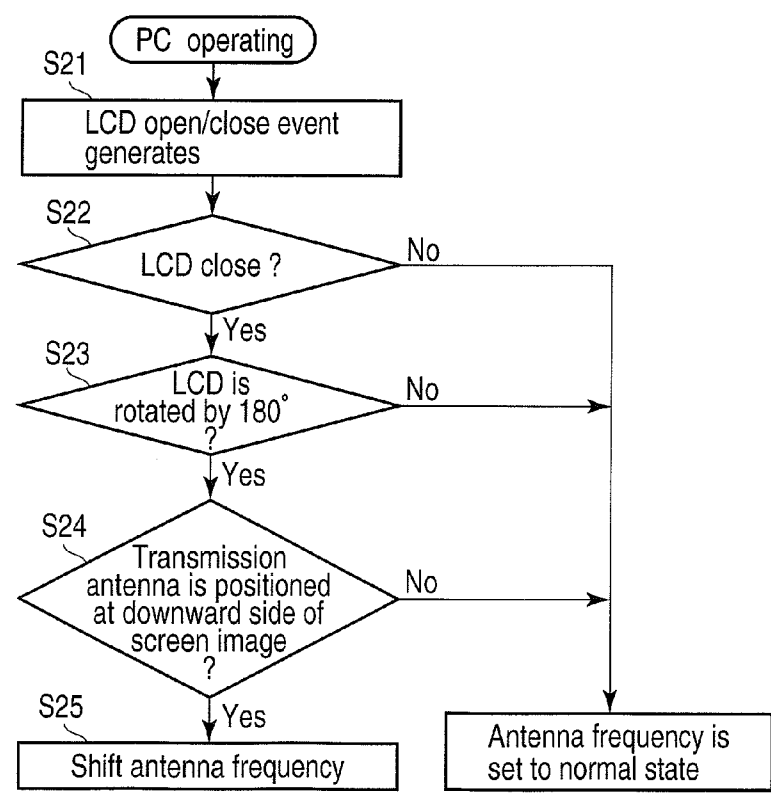 PC operating
S21
LCD open/close event
generates
S22
LCD close ?
No
Yes
S23
LCD is
rotated by 180°
?
No
Yes
S24
Transmission
antenna is positioned
at downward side of
screen image
?
No
Yes
S25
Shift antenna frequency
Antenna frequency is
set to normal state